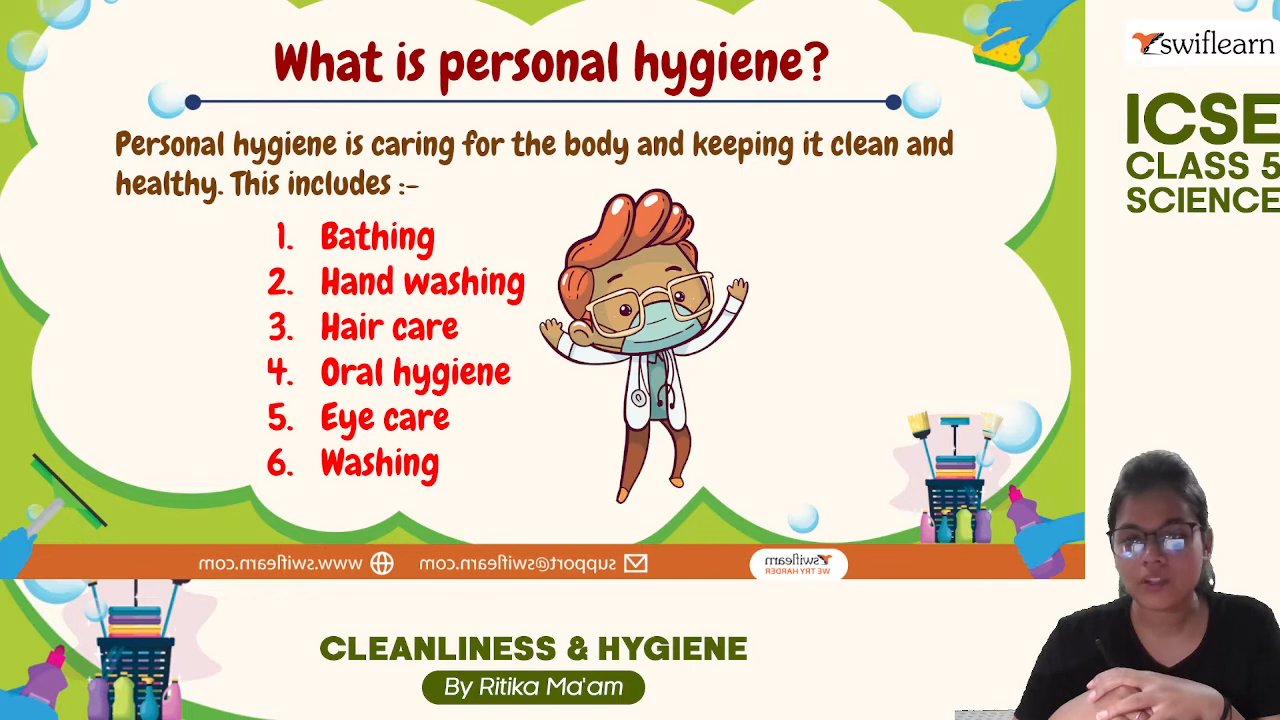 What is personal hygiene?
Personal hygiene is caring for the body and keeping it clean and
healthy. This includes :-
1. Bathing
2. Hand washing
3. Hair care
4. Oral hygiene
5. Eye care
6. Washing
www.swiflearn.com
support@swiflearn.com
swiflearn
WE TRY HARDER
swiflearn
ICSE
CLASS 5
SCIENCE
CLEANLINESS & HYGIENE
By Ritika Ma'am